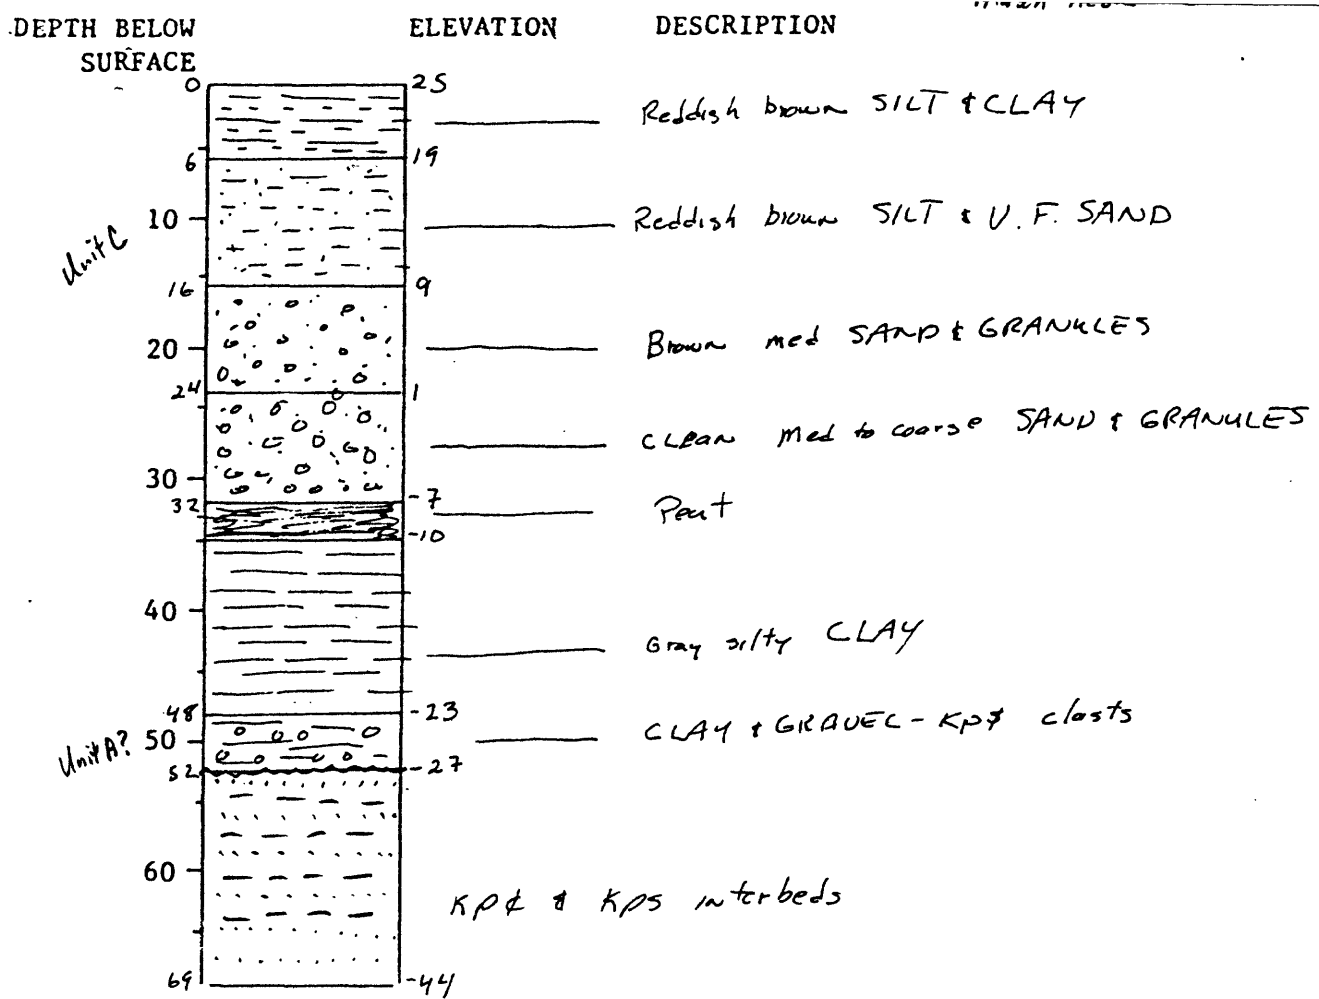 DEPTH BELOW SURFACE ELEVATION DESCRIPTION
0 25
Reddish brown SILT & CLAY
6 19
10 Reddish brown SILT & V.F. SAND
Unit C
16 9
20 Brown med SAND & GRANULES
24 1
CLEAN med to coarse SAND & GRANULES
30
32 -7
Peat
-10
40
Gray silty CLAY
48 -23
CLAY & GRAVEL - Kp¢ clasts
Unit A? 50
52 -27
60
Kp¢ & Kps interbeds
69 -44